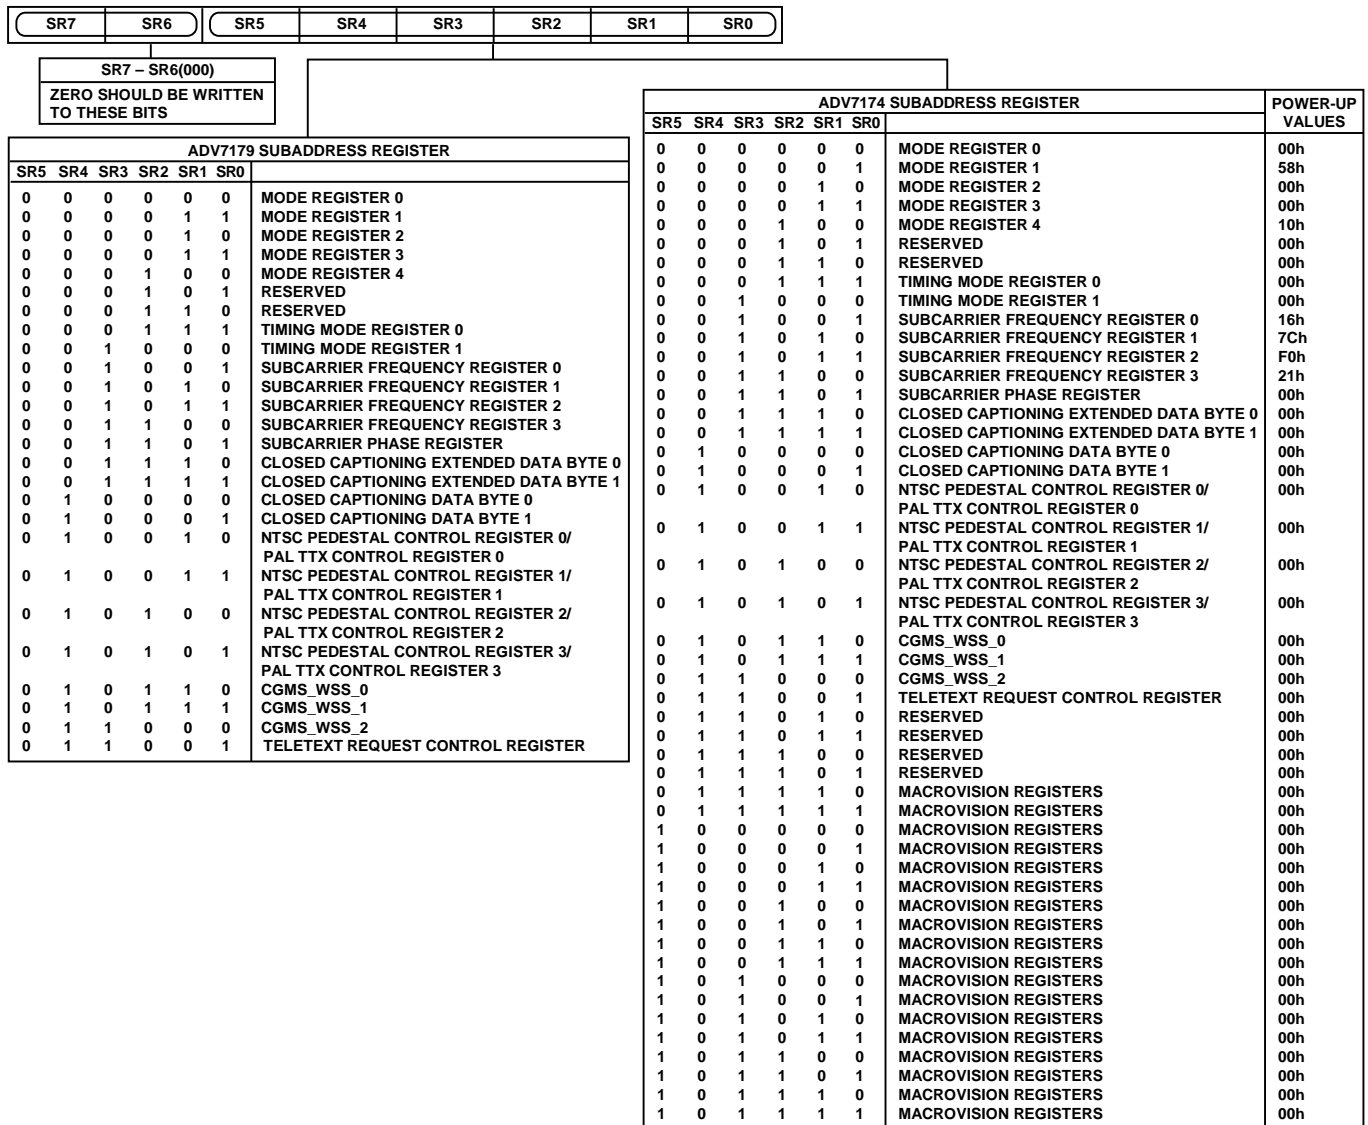 SR7 SR6 SR5 SR4 SR3 SR2 SR1 SR0
SR7 – SR6(000)
ZERO SHOULD BE WRITTEN
TO THESE BITS
ADV7179 SUBADDRESS REGISTER
SR5 SR4 SR3 SR2 SR1 SR0
0 0 0 0 0 0 MODE REGISTER 0
0 0 0 0 1 1 MODE REGISTER 1
0 0 0 0 1 0 MODE REGISTER 2
0 0 0 0 1 1 MODE REGISTER 3
0 0 0 1 0 0 MODE REGISTER 4
0 0 0 1 0 1 RESERVED
0 0 0 1 1 0 RESERVED
0 0 0 1 1 1 TIMING MODE REGISTER 0
0 0 1 0 0 0 TIMING MODE REGISTER 1
0 0 1 0 0 1 SUBCARRIER FREQUENCY REGISTER 0
0 0 1 0 1 0 SUBCARRIER FREQUENCY REGISTER 1
0 0 1 0 1 1 SUBCARRIER FREQUENCY REGISTER 2
0 0 1 1 0 0 SUBCARRIER FREQUENCY REGISTER 3
0 0 1 1 0 1 SUBCARRIER PHASE REGISTER
0 0 1 1 1 0 CLOSED CAPTIONING EXTENDED DATA BYTE 0
0 0 1 1 1 1 CLOSED CAPTIONING EXTENDED DATA BYTE 1
0 1 0 0 0 0 CLOSED CAPTIONING DATA BYTE 0
0 1 0 0 0 1 CLOSED CAPTIONING DATA BYTE 1
0 1 0 0 1 0 NTSC PEDESTAL CONTROL REGISTER 0/
PAL TTX CONTROL REGISTER 0
0 1 0 0 1 1 NTSC PEDESTAL CONTROL REGISTER 1/
PAL TTX CONTROL REGISTER 1
0 1 0 1 0 0 NTSC PEDESTAL CONTROL REGISTER 2/
PAL TTX CONTROL REGISTER 2
0 1 0 1 0 1 NTSC PEDESTAL CONTROL REGISTER 3/
PAL TTX CONTROL REGISTER 3
0 1 0 1 1 0 CGMS_WSS_0
0 1 0 1 1 1 CGMS_WSS_1
0 1 1 0 0 0 CGMS_WSS_2
0 1 1 0 0 1 TELETEXT REQUEST CONTROL REGISTER
ADV7174 SUBADDRESS REGISTER POWER-UP
SR5 SR4 SR3 SR2 SR1 SR0 VALUES
0 0 0 0 0 0 MODE REGISTER 0 00h
0 0 0 0 0 1 MODE REGISTER 1 58h
0 0 0 0 1 0 MODE REGISTER 2 00h
0 0 0 0 1 1 MODE REGISTER 3 00h
0 0 0 1 0 0 MODE REGISTER 4 10h
0 0 0 1 0 1 RESERVED 00h
0 0 0 1 1 0 RESERVED 00h
0 0 0 1 1 1 TIMING MODE REGISTER 0 00h
0 0 1 0 0 0 TIMING MODE REGISTER 1 00h
0 0 1 0 0 1 SUBCARRIER FREQUENCY REGISTER 0 16h
0 0 1 0 1 0 SUBCARRIER FREQUENCY REGISTER 1 7Ch
0 0 1 0 1 1 SUBCARRIER FREQUENCY REGISTER 2 F0h
0 0 1 1 0 0 SUBCARRIER FREQUENCY REGISTER 3 21h
0 0 1 1 0 1 SUBCARRIER PHASE REGISTER 00h
0 0 1 1 1 0 CLOSED CAPTIONING EXTENDED DATA BYTE 0 00h
0 0 1 1 1 1 CLOSED CAPTIONING EXTENDED DATA BYTE 1 00h
0 1 0 0 0 0 CLOSED CAPTIONING DATA BYTE 0 00h
0 1 0 0 0 1 CLOSED CAPTIONING DATA BYTE 1 00h
0 1 0 0 1 0 NTSC PEDESTAL CONTROL REGISTER 0/ 00h
PAL TTX CONTROL REGISTER 0
0 1 0 0 1 1 NTSC PEDESTAL CONTROL REGISTER 1/ 00h
PAL TTX CONTROL REGISTER 1
0 1 0 1 0 0 NTSC PEDESTAL CONTROL REGISTER 2/ 00h
PAL TTX CONTROL REGISTER 2
0 1 0 1 0 1 NTSC PEDESTAL CONTROL REGISTER 3/ 00h
PAL TTX CONTROL REGISTER 3
0 1 0 1 1 0 CGMS_WSS_0 00h
0 1 0 1 1 1 CGMS_WSS_1 00h
0 1 1 0 0 0 CGMS_WSS_2 00h
0 1 1 0 0 1 TELETEXT REQUEST CONTROL REGISTER 00h
0 1 1 0 1 0 RESERVED 00h
0 1 1 0 1 1 RESERVED 00h
0 1 1 1 0 0 RESERVED 00h
0 1 1 1 0 1 RESERVED 00h
0 1 1 1 1 0 MACROVISION REGISTERS 00h
0 1 1 1 1 1 MACROVISION REGISTERS 00h
1 0 0 0 0 0 MACROVISION REGISTERS 00h
1 0 0 0 0 1 MACROVISION REGISTERS 00h
1 0 0 0 1 0 MACROVISION REGISTERS 00h
1 0 0 0 1 1 MACROVISION REGISTERS 00h
1 0 0 1 0 0 MACROVISION REGISTERS 00h
1 0 0 1 0 1 MACROVISION REGISTERS 00h
1 0 0 1 1 0 MACROVISION REGISTERS 00h
1 0 0 1 1 1 MACROVISION REGISTERS 00h
1 0 1 0 0 0 MACROVISION REGISTERS 00h
1 0 1 0 0 1 MACROVISION REGISTERS 00h
1 0 1 0 1 0 MACROVISION REGISTERS 00h
1 0 1 0 1 1 MACROVISION REGISTERS 00h
1 0 1 1 0 0 MACROVISION REGISTERS 00h
1 0 1 1 0 1 MACROVISION REGISTERS 00h
1 0 1 1 1 0 MACROVISION REGISTERS 00h
1 0 1 1 1 1 MACROVISION REGISTERS 00h